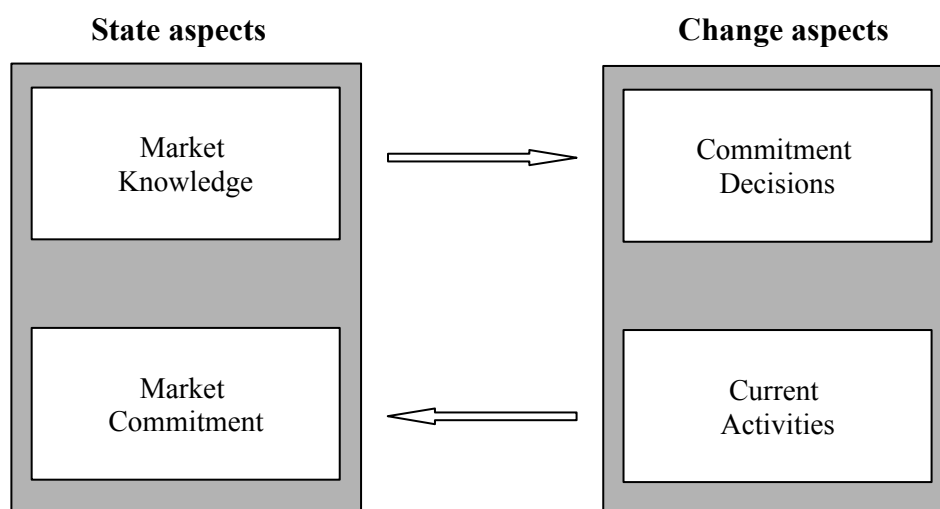 State aspects
Change aspects
Market
Knowledge
Commitment
Decisions
Market
Commitment
Current
Activities